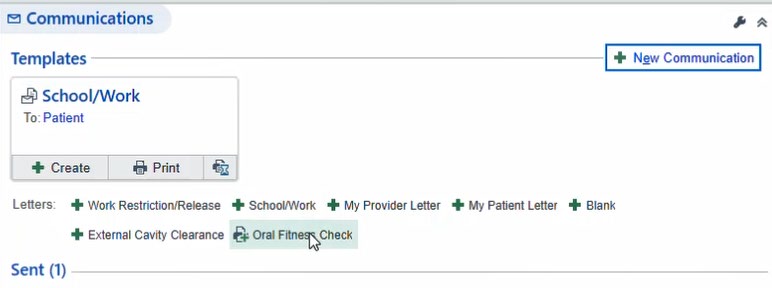 Communications
Templates
New Communication
School/Work
To: Patient
Create Print
Letters: Work Restriction/Release School/Work My Provider Letter My Patient Letter Blank
External Cavity Clearance Oral Fitness Check
Sent (1)